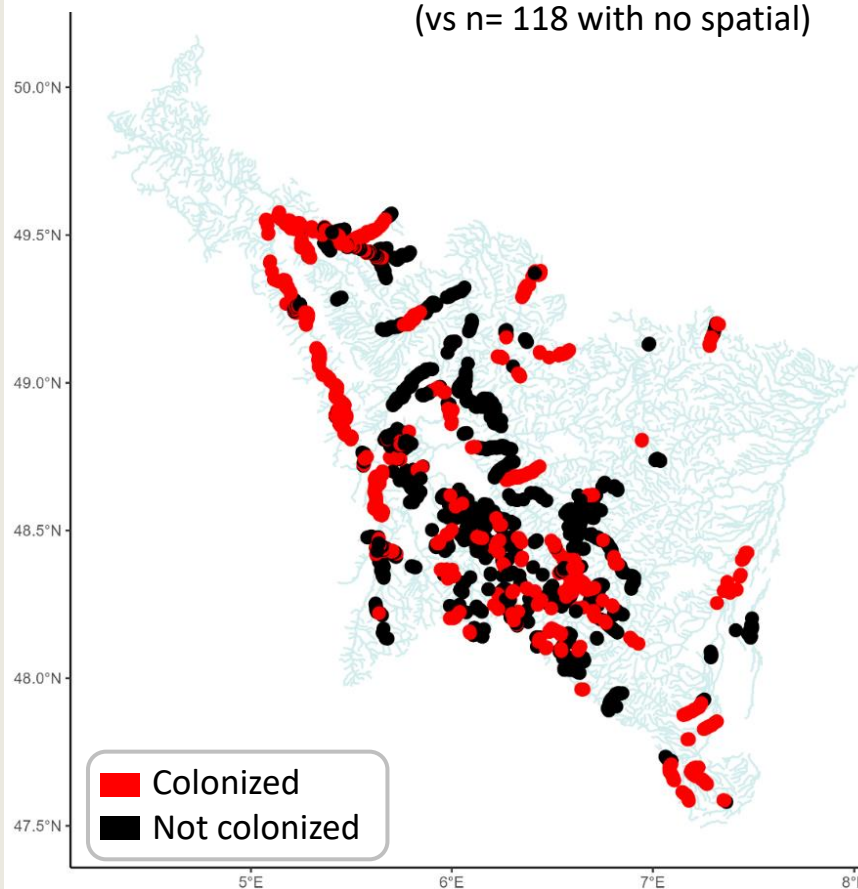 (vs n= 118 with no spatial)
50.0°N
49.5°N
49.0°N
48.5°N
48.0°N
47.5°N
Colonized
Not colonized
5°E
6°E
7°E